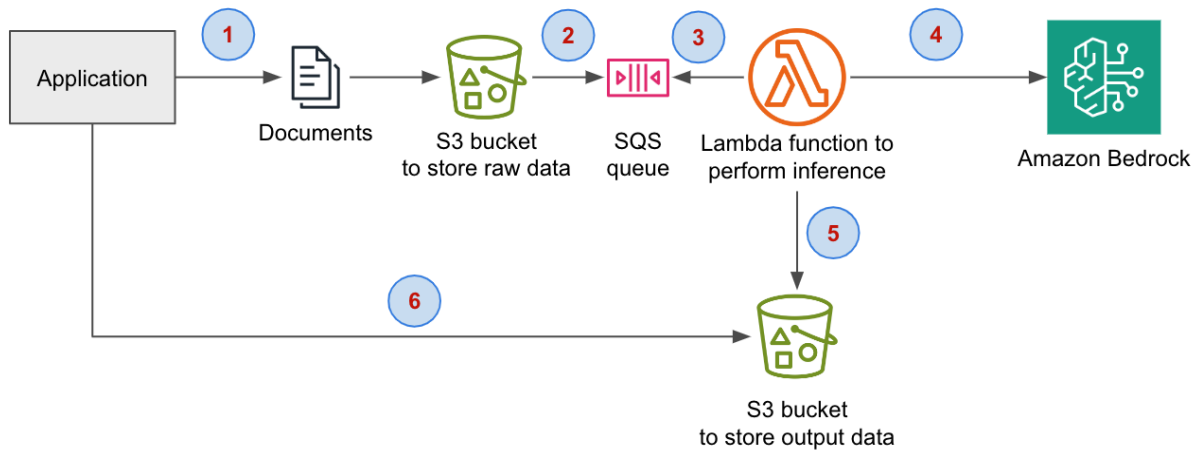 1
2
3
4
Application
Documents
S3 bucket
to store raw data
SQS
queue
Lambda function to
perform inference
Amazon Bedrock
5
6
S3 bucket
to store output data